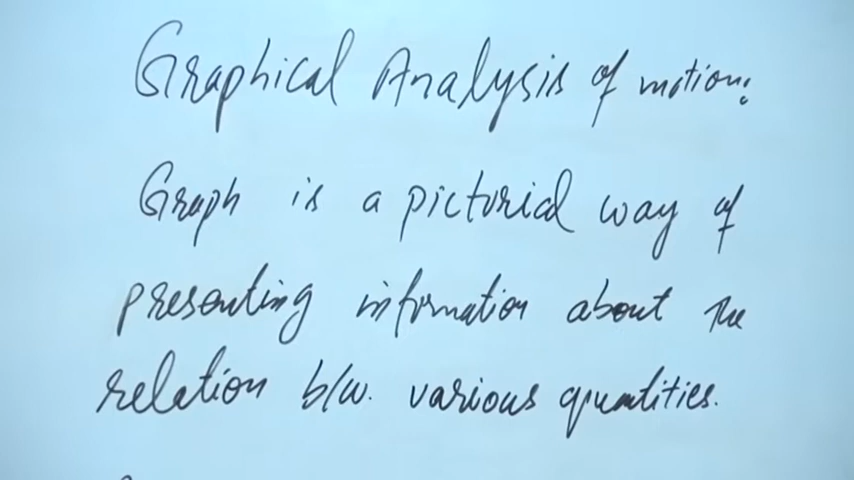 Graphical Analysis of motion:
Graph is a pictorial way of
presenting information about the
relation b/w. various quantities.